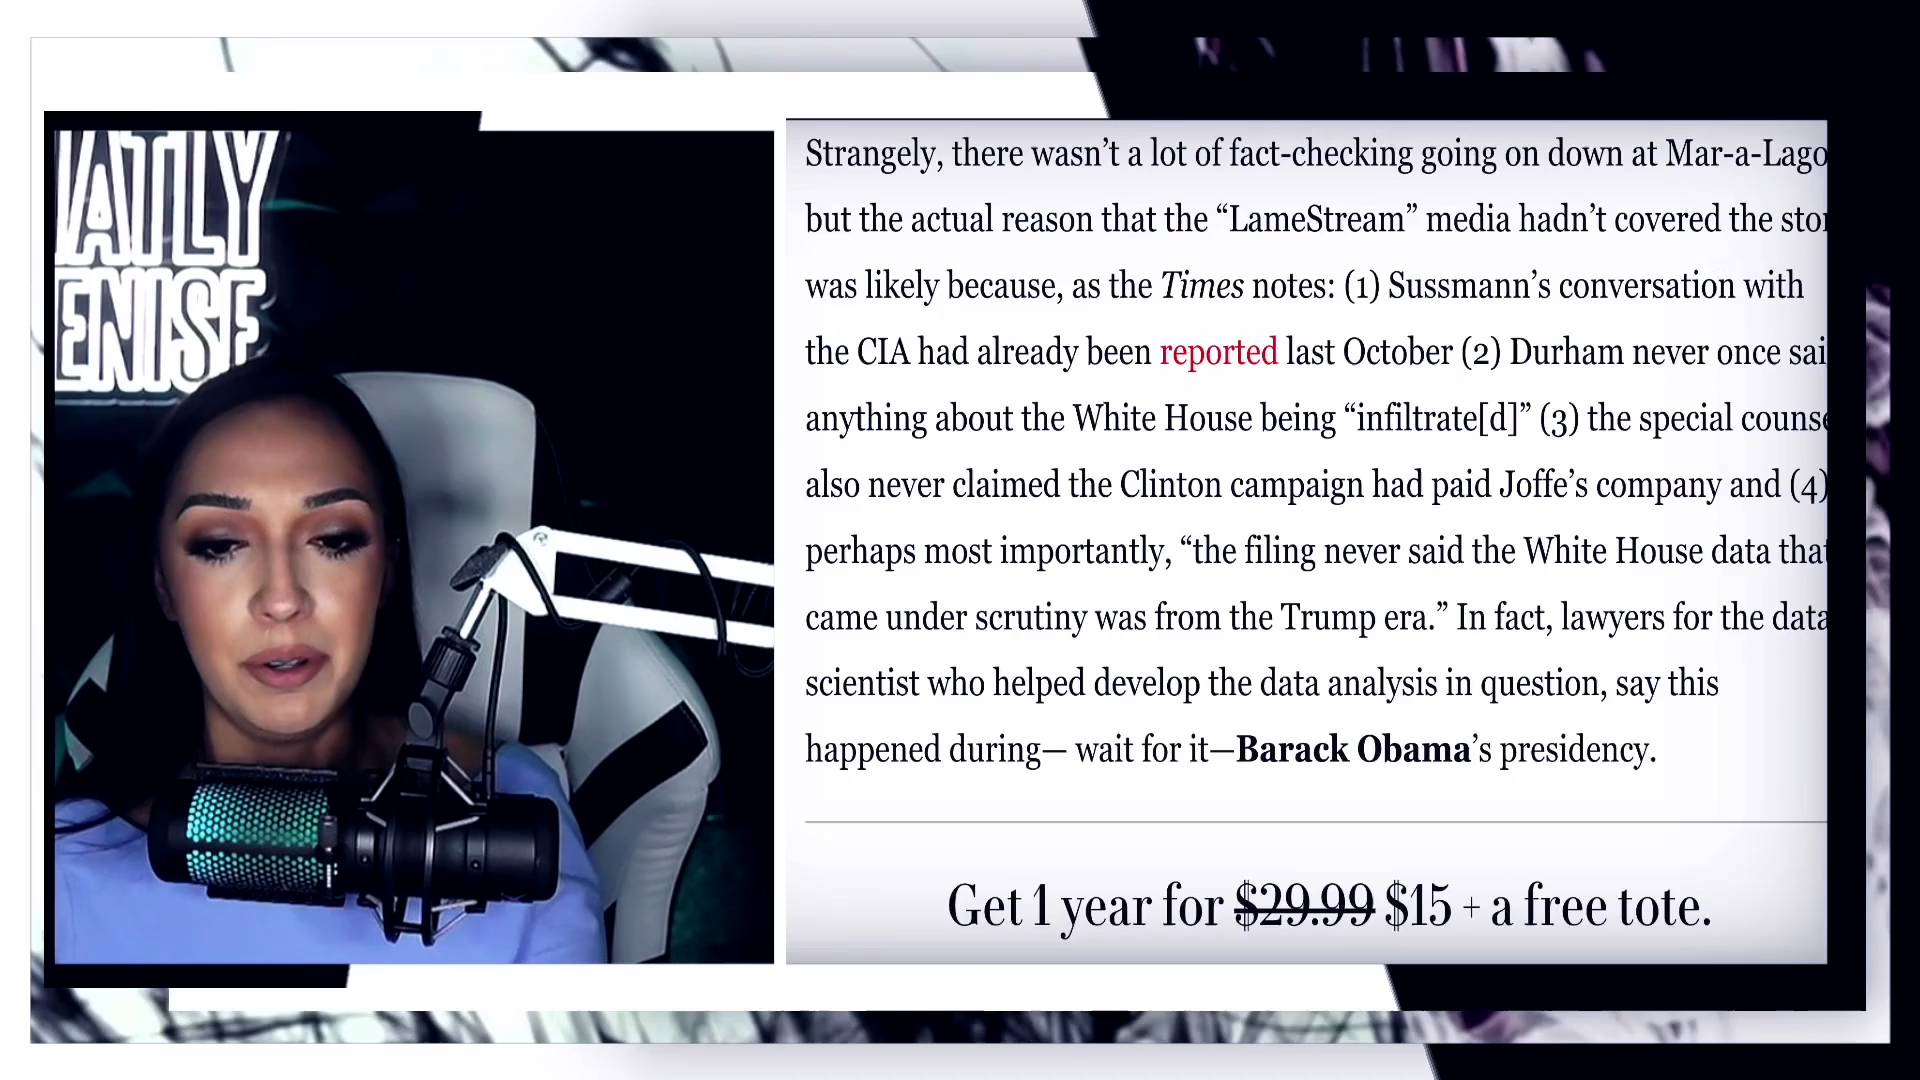 ATLY
ENISE
Strangely, there wasn’t a lot of fact-checking going on down at Mar-a-Lago
but the actual reason that the “LameStream” media hadn’t covered the
was likely because, as the Times notes: (1) Sussmann’s conversation with
the CIA had already been reported last October (2) Durham never once
anything about the White House being “infiltrate[d]” (3) the special
also never claimed the Clinton campaign had paid Joffe’s company and (4)
perhaps most importantly, “the filing never said the White House data that
came under scrutiny was from the Trump era.” In fact, lawyers for the data
scientist who helped develop the data analysis in question, say this
happened during— wait for it—Barack Obama’s presidency.
Get 1 year for $29.99 $15 + a free tote.